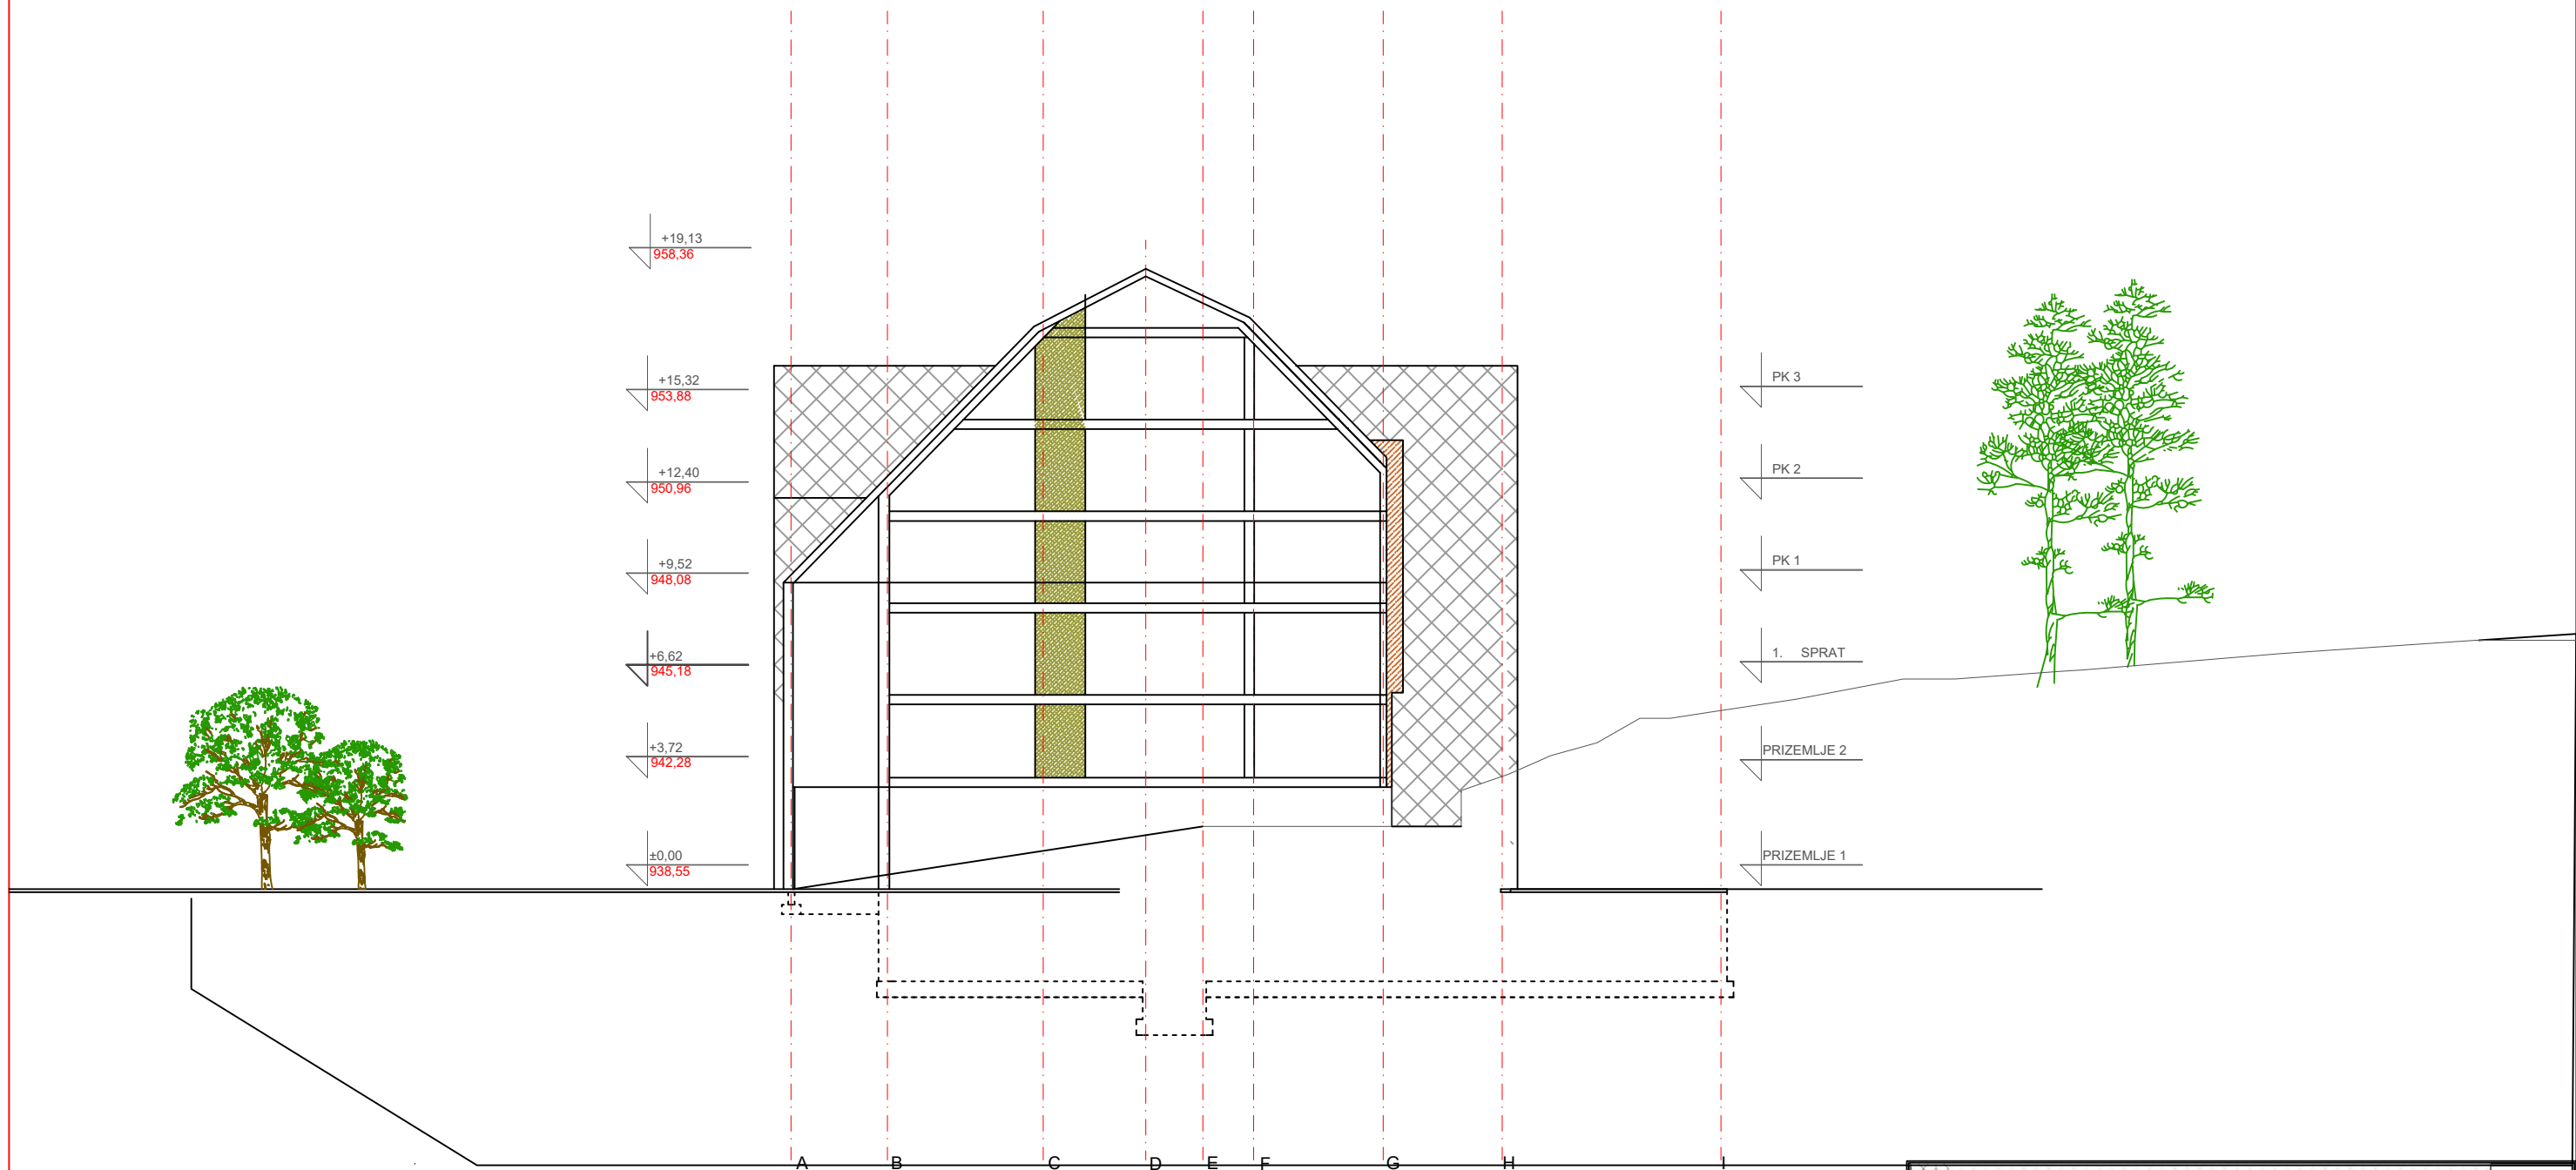 +19,13
958,36
+15,32
953,88
PK 3
+12,40
950,96
PK 2
+9,52
948,08
PK 1
+6,62
945,18
1. SPRAT
+3,72
942,28
PRIZEMLJE 2
±0,00
938,55
PRIZEMLJE 1
A B C D E F G H I